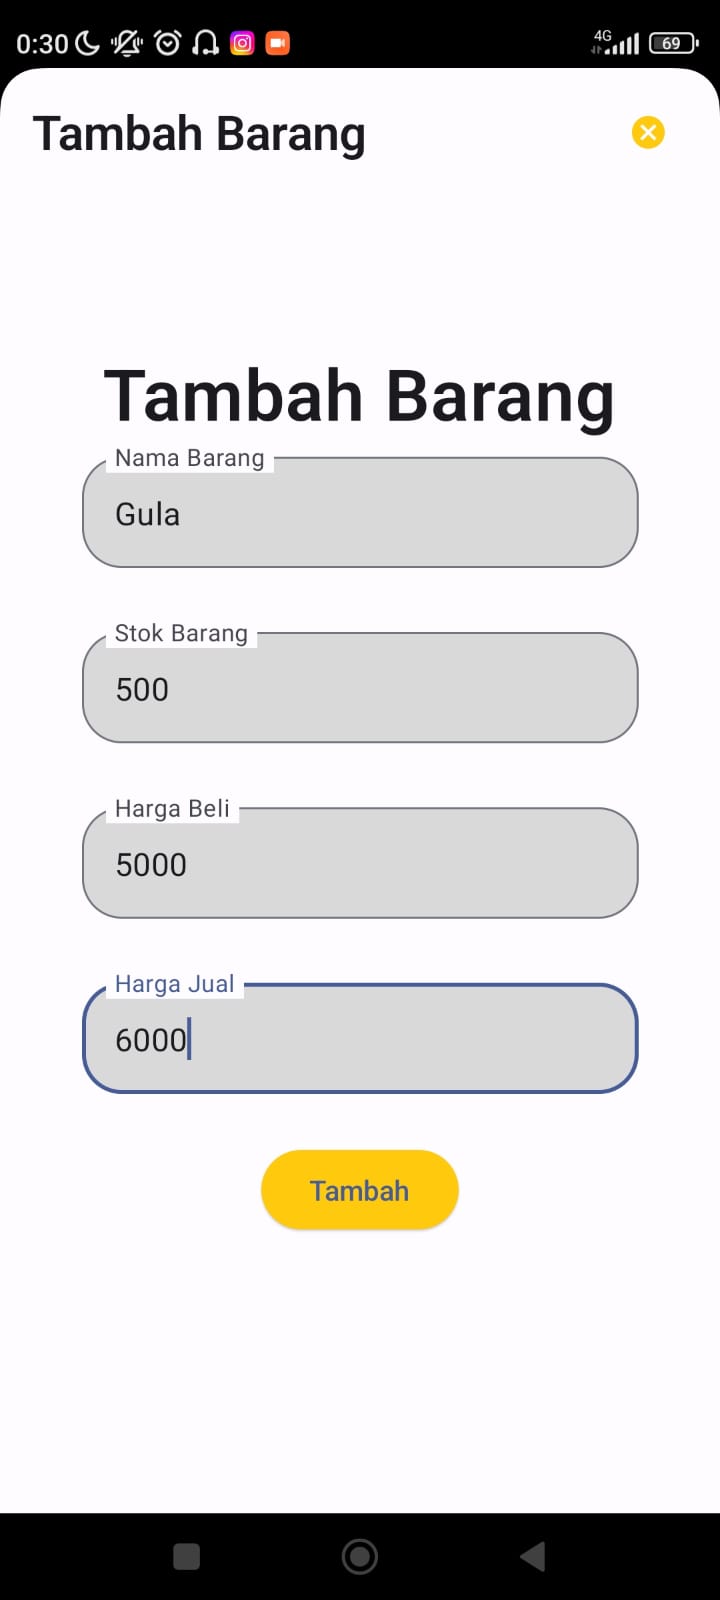 0:30
4G
69
Tambah Barang
Tambah Barang
Nama Barang
Gula
Stok Barang
500
Harga Beli
5000
Harga Jual
6000
Tambah